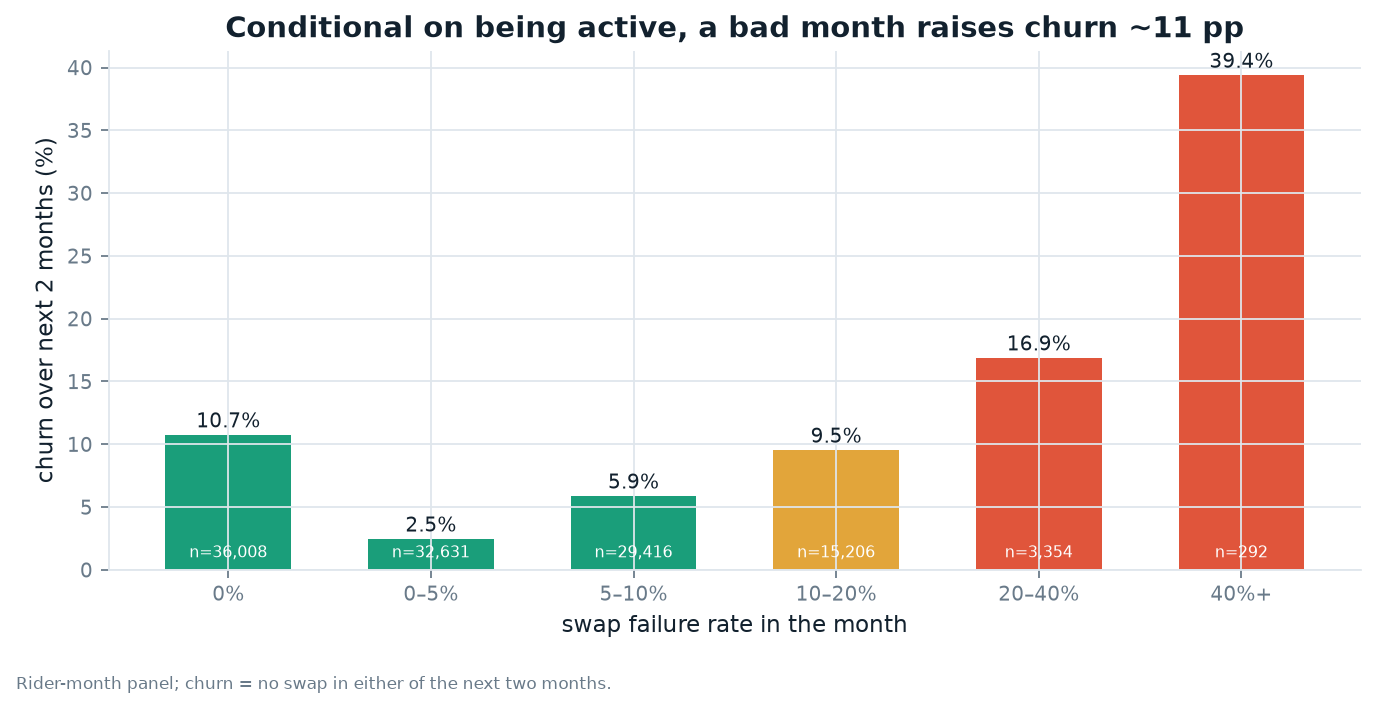 Conditional on being active, a bad month raises churn ~11 pp
churn over next 2 months (%)
40
35
30
25
20
15
10
5
0
10.7%
2.5%
5.9%
9.5%
16.9%
39.4%
n=36,008
n=32,631
n=29,416
n=15,206
n=3,354
n=292
0%
0–5%
5–10%
10–20%
20–40%
40%+
swap failure rate in the month
Rider-month panel; churn = no swap in either of the next two months.